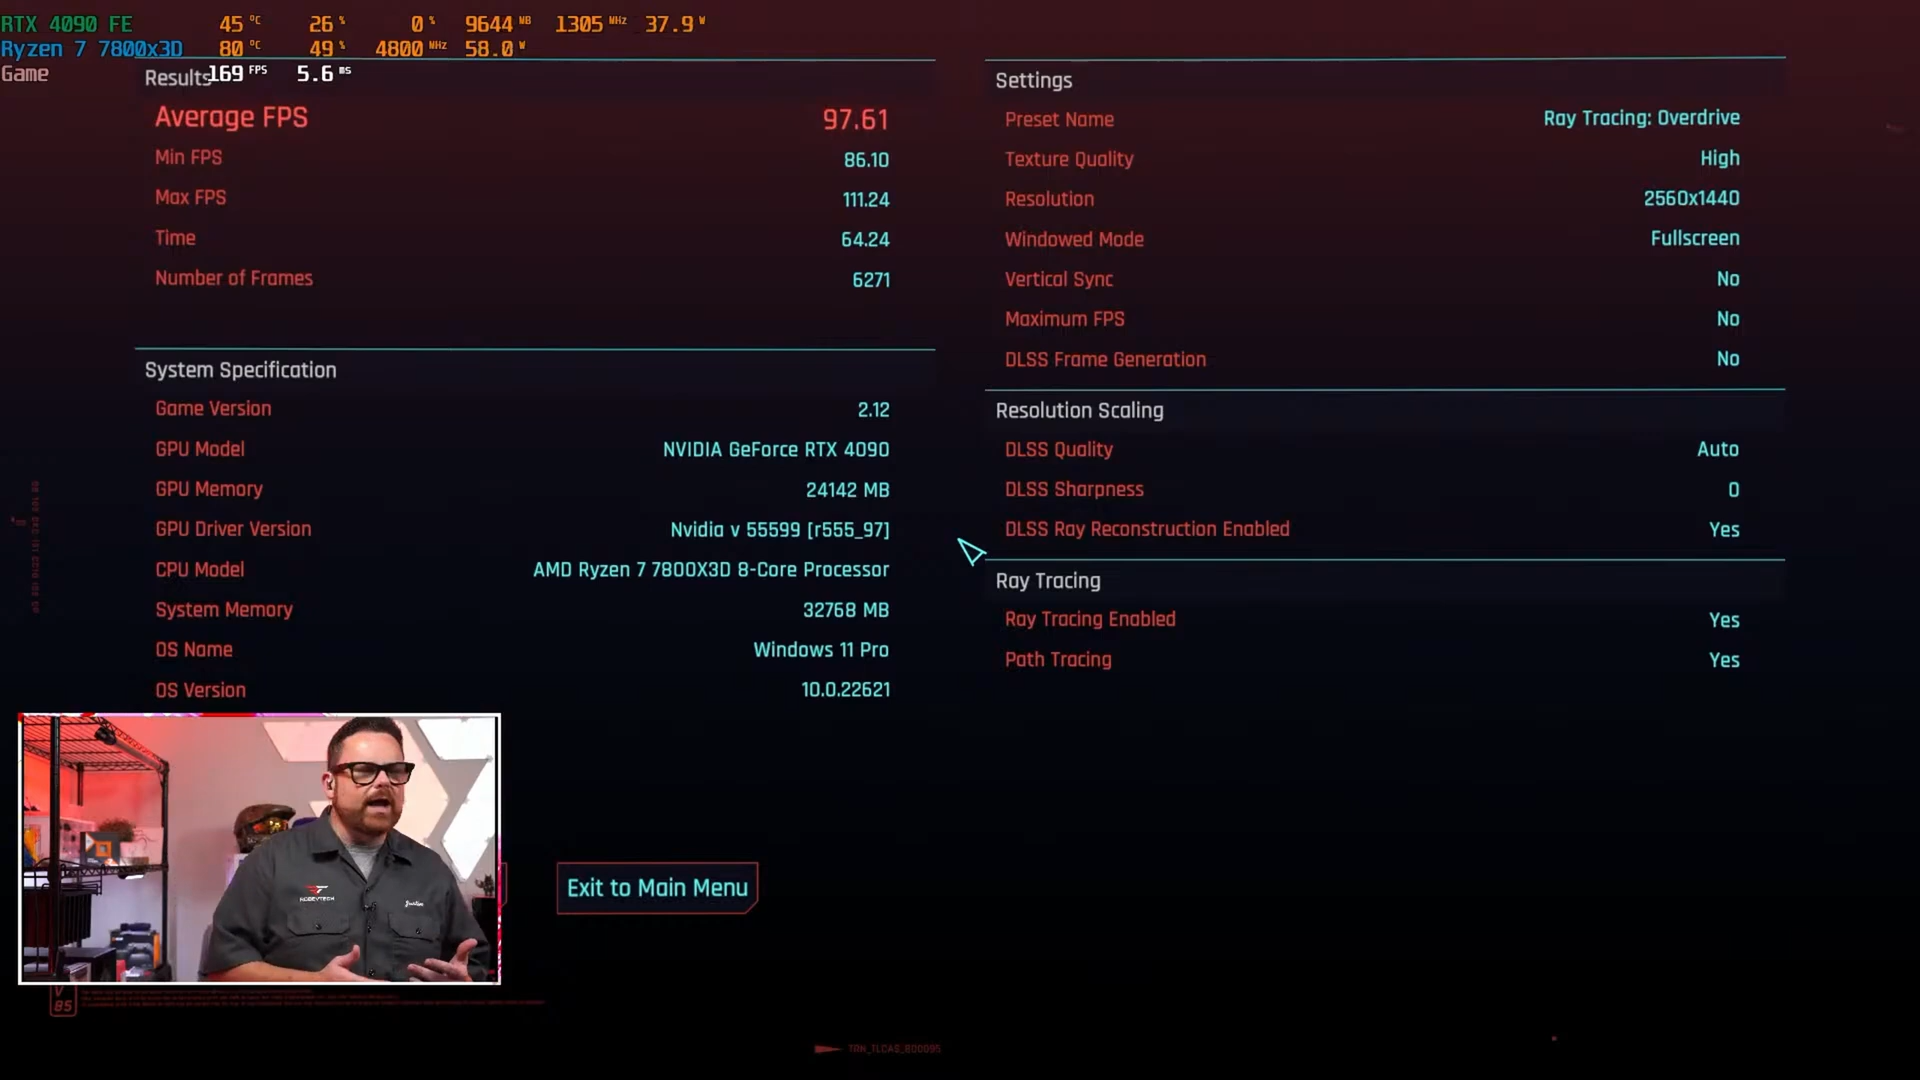 RTX 4090 FE 45 °C 26 % 0 % 9644 MB 1305 MHz 37.9 W
Ryzen 7 7800x3D 80 °C 49 % 4800 MHz 58.0 W
Game 169 FPS 5.6 ms
Results
Average FPS 97.61
Min FPS 86.10
Max FPS 111.24
Time 64.24
Number of Frames 6271
System Specification
Game Version 2.12
GPU Model NVIDIA GeForce RTX 4090
GPU Memory 24142 MB
GPU Driver Version Nvidia v 55599 [r555_97]
CPU Model AMD Ryzen 7 7800X3D 8-Core Processor
System Memory 32768 MB
OS Name Windows 11 Pro
OS Version 10.0.22621
Settings
Preset Name Ray Tracing: Overdrive
Texture Quality High
Resolution 2560x1440
Windowed Mode Fullscreen
Vertical Sync No
Maximum FPS No
DLSS Frame Generation No
Resolution Scaling
DLSS Quality Auto
DLSS Sharpness 0
DLSS Ray Reconstruction Enabled Yes
Ray Tracing
Ray Tracing Enabled Yes
Path Tracing Yes
Justin
Exit to Main Menu
V
85
TRN_TLCAS_800095